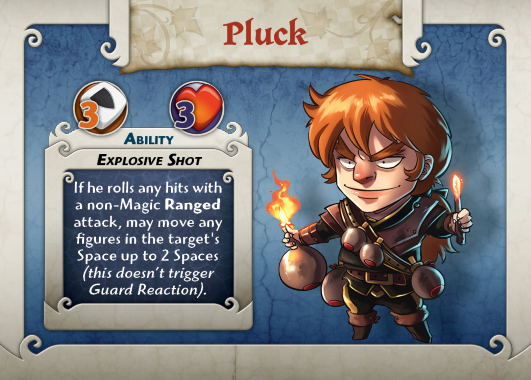 Pluck
3 3
Ability
Explosive Shot
If he rolls any hits with
a non-Magic Ranged
attack, may move any
figures in the target's
Space up to 2 Spaces
(this doesn't trigger
Guard Reaction).